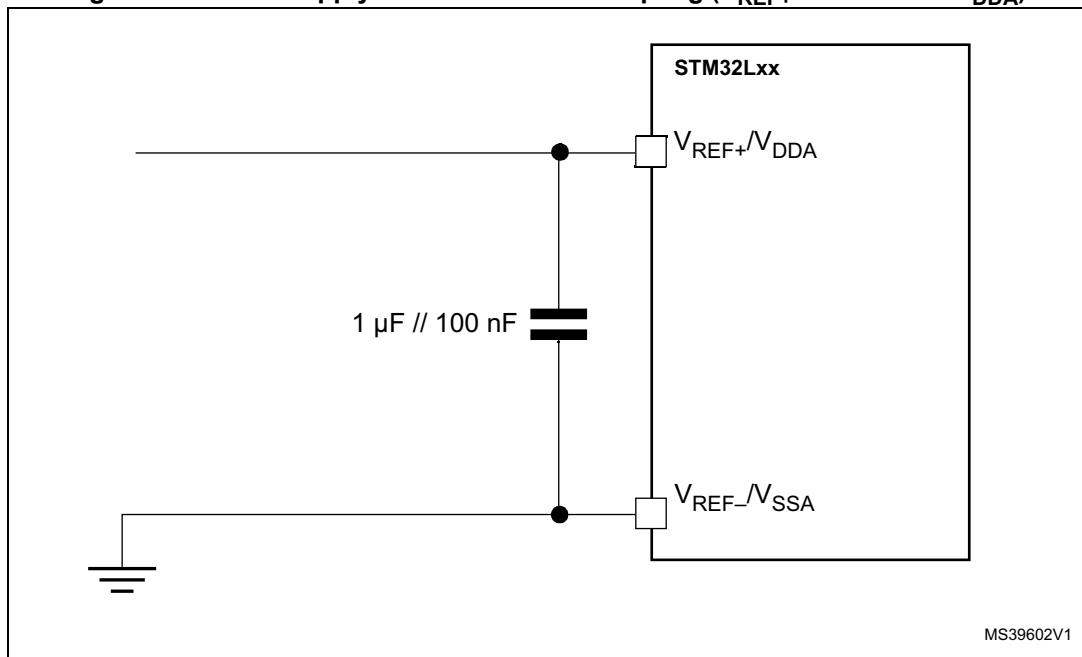 STM32Lxx
VREF+/VDDA
1 µF // 100 nF
VREF–/VSSA
MS39602V1